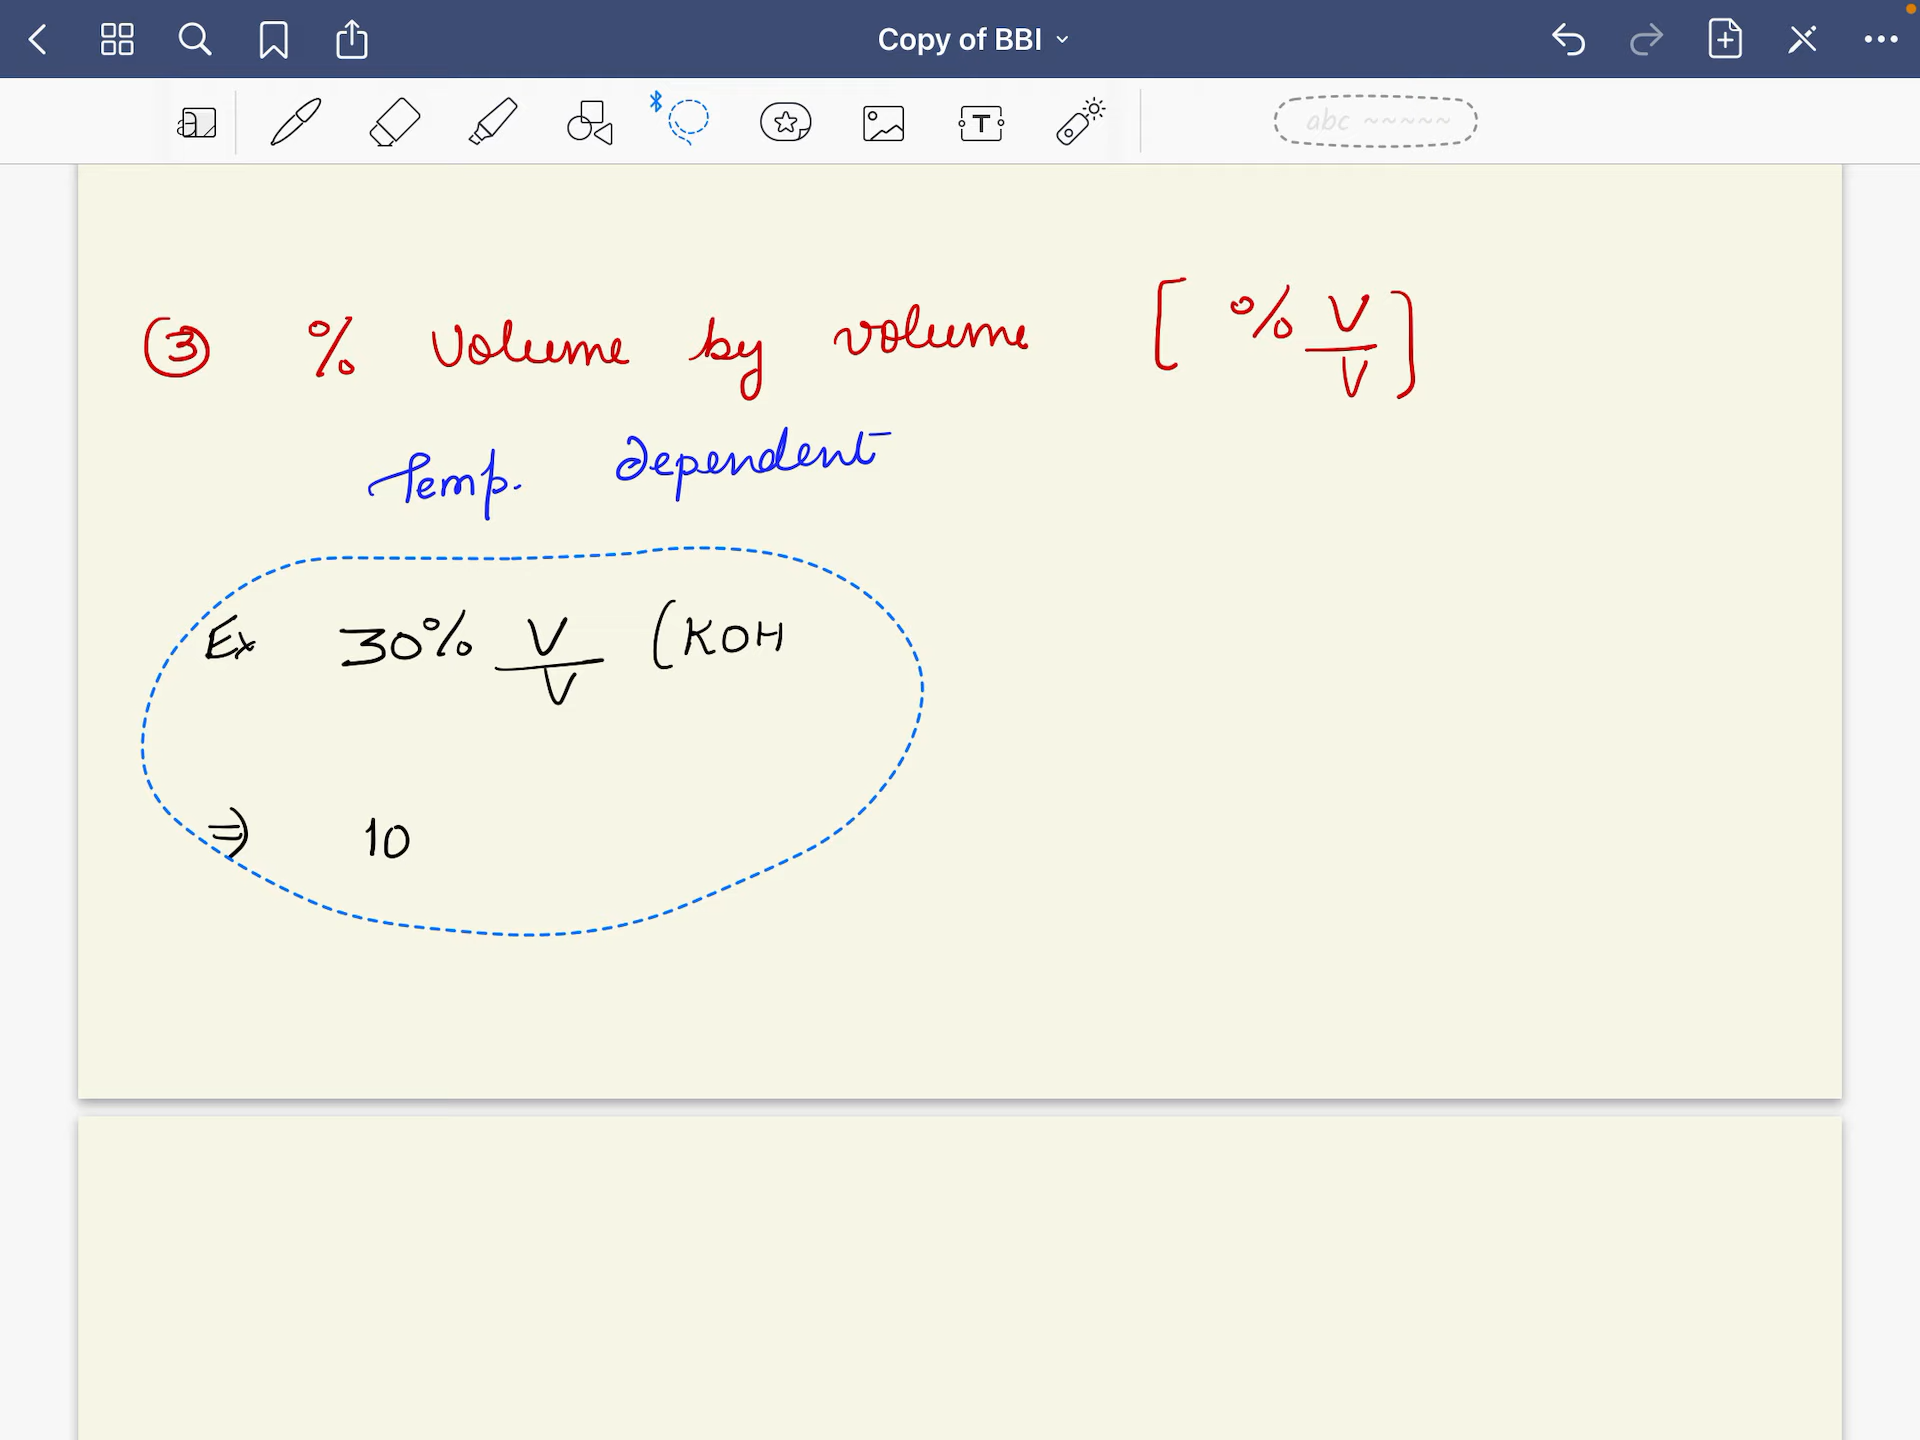 Copy of BBI
abc
T
③ % Volume by volume [ % V/V ]
Temp. dependent
Ex 30% V/V (KOH
⇒ 10